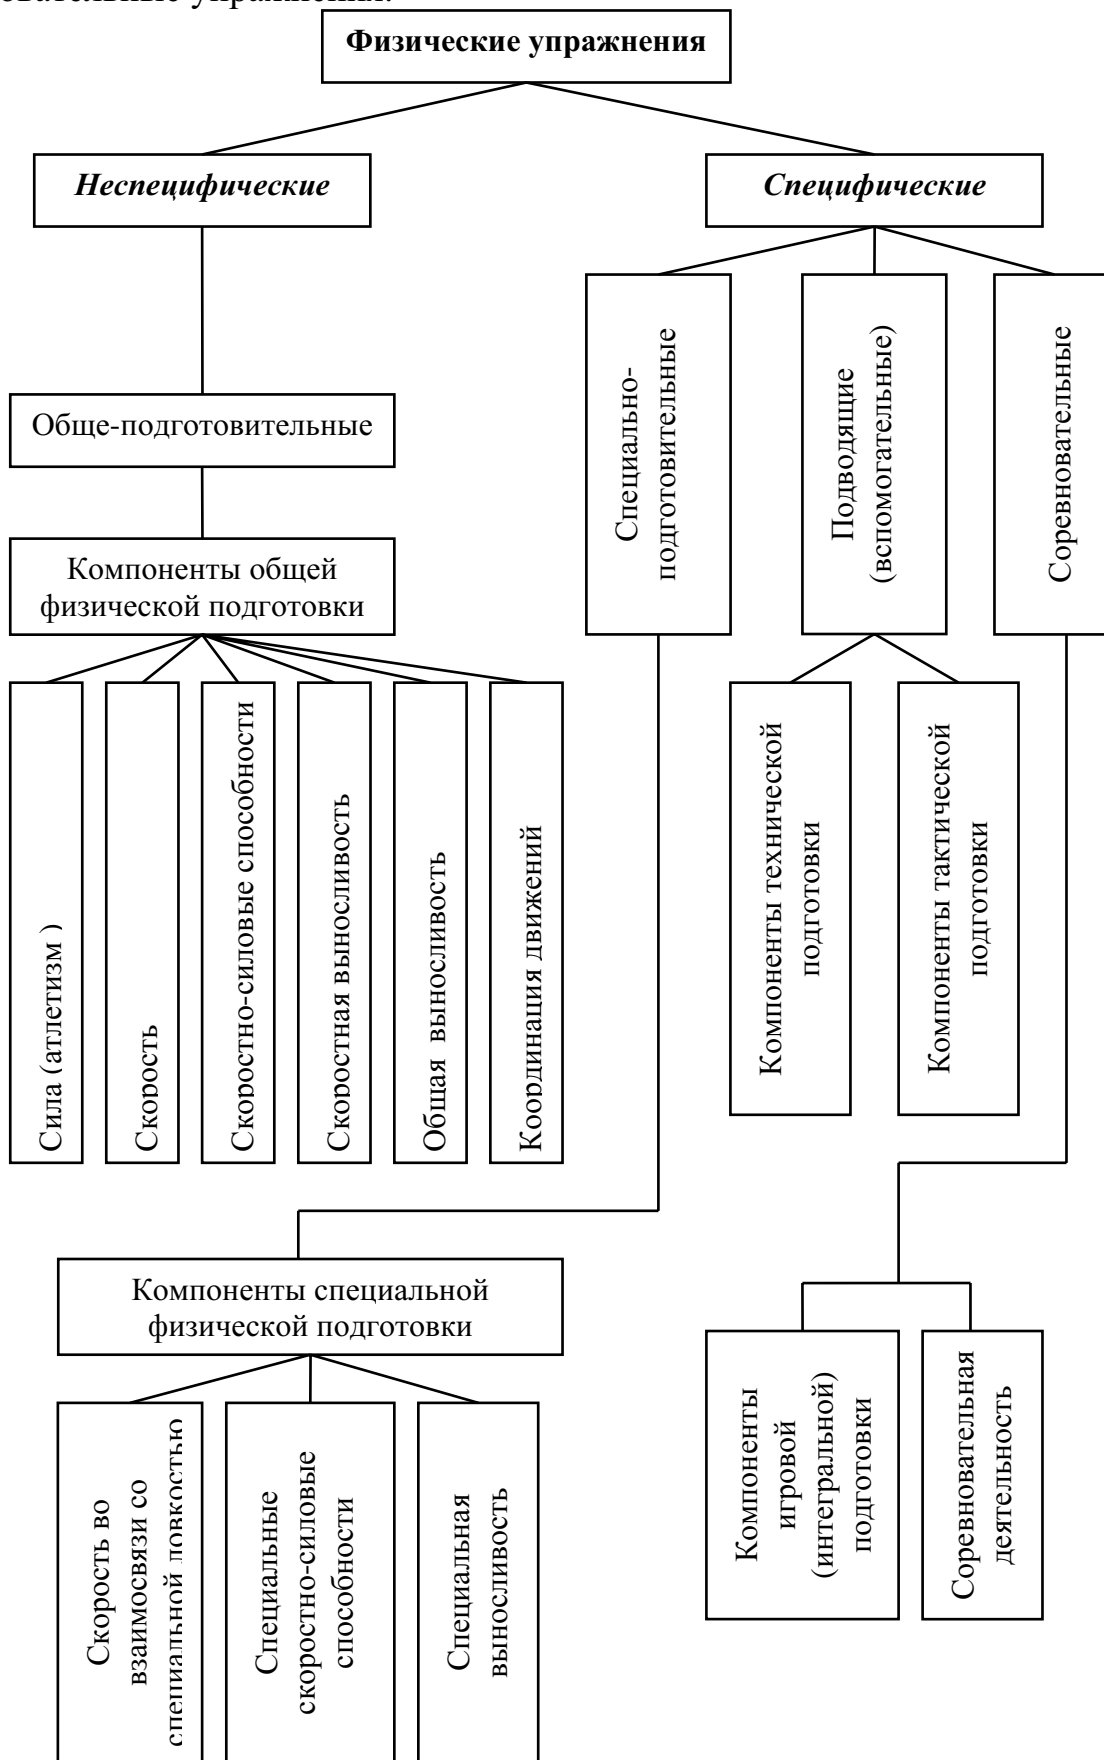 овательные упражнения.
Физические упражнения
Неспецифические
Специфические
Специально-
подготовительные
Подводящие
(вспомогательные)
Соревновательные
Обще-подготовительные
Компоненты общей
физической подготовки
Сила (атлетизм )
Скорость
Скоростно-силовые способности
Скоростная выносливость
Общая выносливость
Координация движений
Компоненты технической
подготовки
Компоненты тактической
подготовки
Компоненты специальной
физической подготовки
Скорость во
взаимосвязи со
специальной ловкостью
Специальные
скоростно-силовые
способности
Специальная
выносливость
Компоненты
игровой
(интегральной)
подготовки
Соревновательная
деятельность